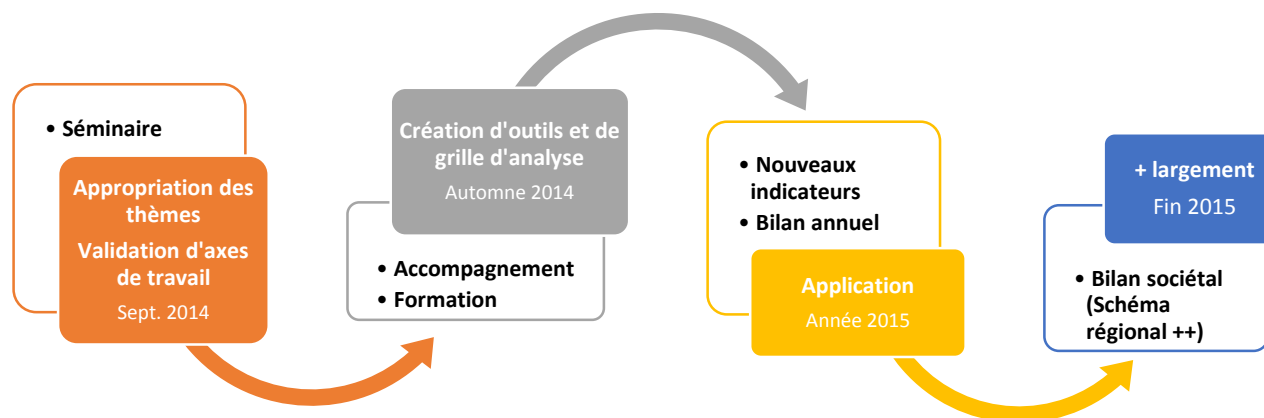 • Séminaire
Appropriation des
thèmes
Validation d'axes
de travail
Sept. 2014
Création d'outils et de
grille d'analyse
Automne 2014
• Accompagnement
• Formation
• Nouveaux
indicateurs
• Bilan annuel
Application
Année 2015
+ largement
Fin 2015
• Bilan sociétal
(Schéma
régional ++)